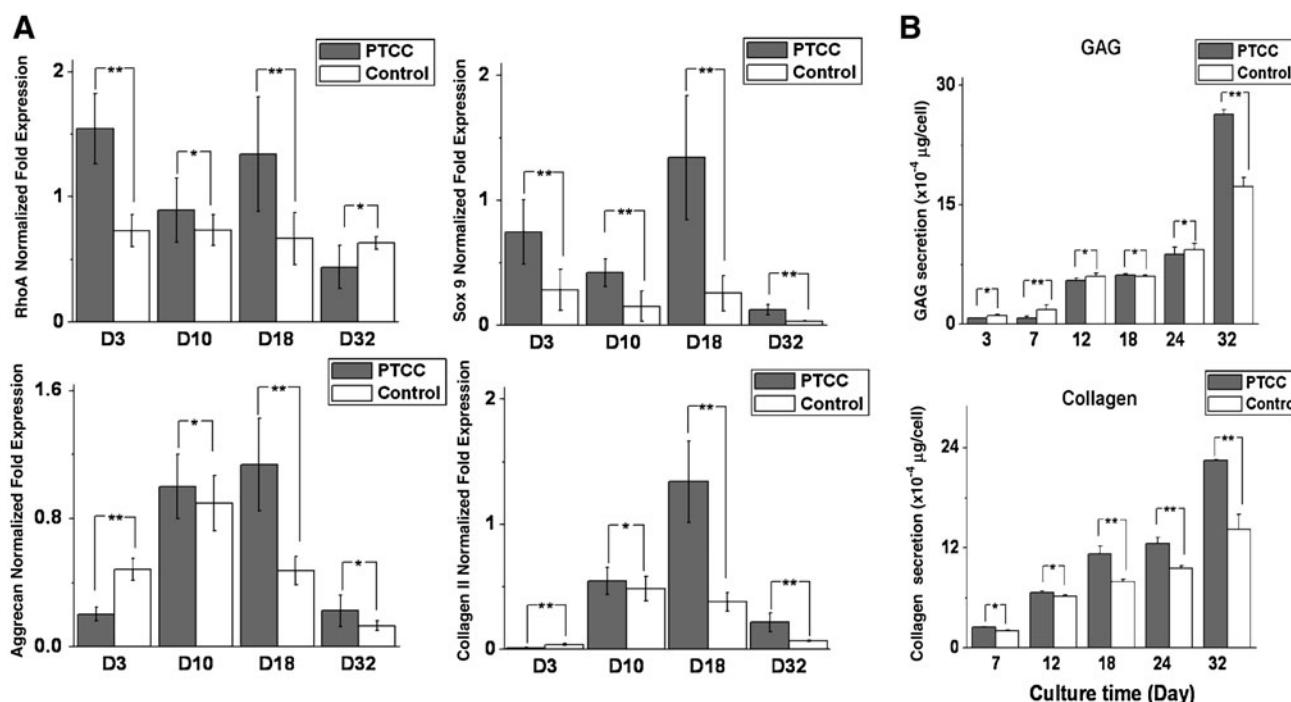 A
RhoA Normalized Fold Expression
2
1
0
PTCC
Control
**
*
**
*
D3 D10 D18 D32
Sox 9 Normalized Fold Expression
2
1
0
PTCC
Control
**
**
**
**
D3 D10 D18 D32
Aggrecan Normalized Fold Expression
1.6
0.8
0.0
PTCC
Control
**
*
**
*
D3 D10 D18 D32
Collagen II Normalized Fold Expression
2
1
0
PTCC
Control
**
*
**
**
D3 D10 D18 D32
B
GAG
PTCC
Control
GAG secretion (x10-4 µg/cell)
30
15
0
*
**
*
*
*
**
3 7 12 18 24 32
Collagen
PTCC
Control
Collagen secretion (x10-4 µg/cell)
24
12
0
*
*
**
**
**
7 12 18 24 32
Culture time (Day)